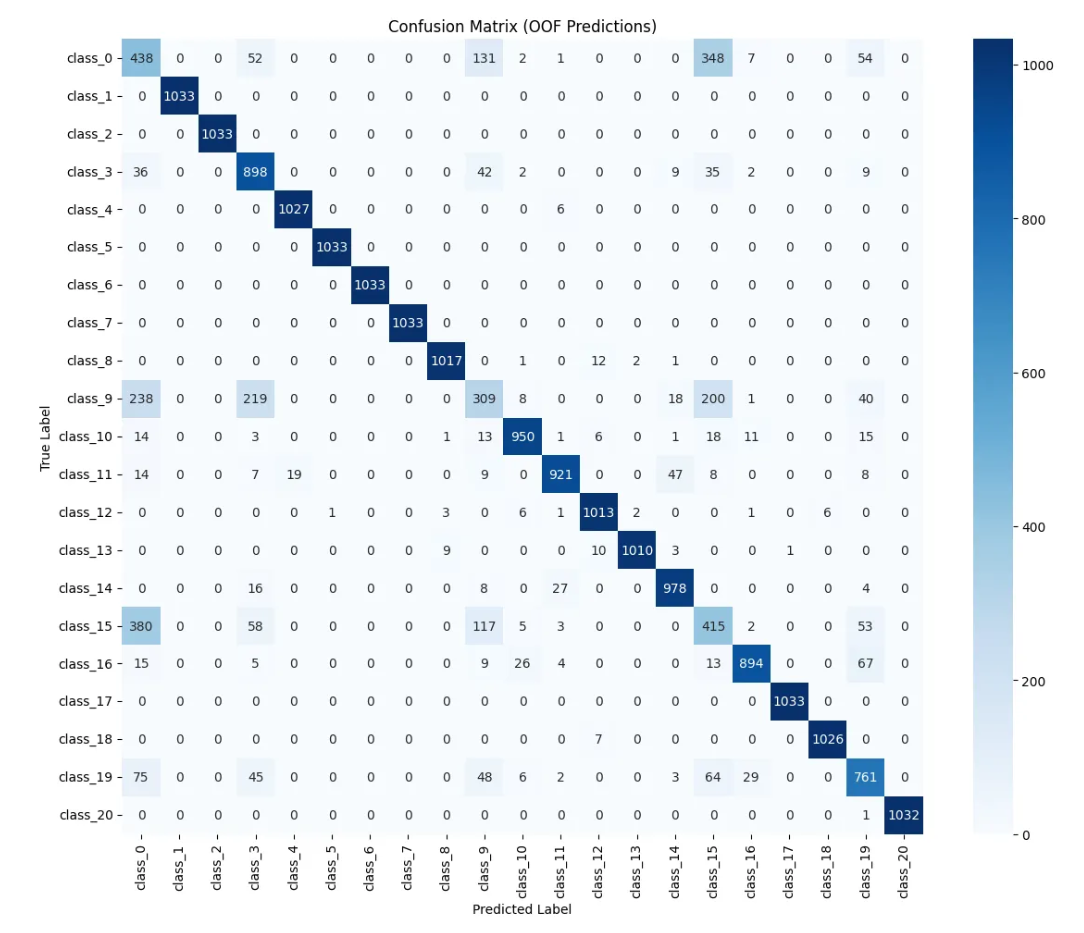 Confusion Matrix (OOF Predictions)
class_0 438 0 0 52 0 0 0 0 0 131 2 1 0 0 0 348 7 0 0 54 0
class_1 0 1033 0 0 0 0 0 0 0 0 0 0 0 0 0 0 0 0 0 0 0
class_2 0 0 1033 0 0 0 0 0 0 0 0 0 0 0 0 0 0 0 0 0 0
class_3 36 0 0 898 0 0 0 0 0 42 2 0 0 0 9 35 2 0 0 9 0
class_4 0 0 0 0 1027 0 0 0 0 0 0 6 0 0 0 0 0 0 0 0 0
class_5 0 0 0 0 0 1033 0 0 0 0 0 0 0 0 0 0 0 0 0 0 0
class_6 0 0 0 0 0 0 1033 0 0 0 0 0 0 0 0 0 0 0 0 0 0
class_7 0 0 0 0 0 0 0 1033 0 0 0 0 0 0 0 0 0 0 0 0 0
class_8 0 0 0 0 0 0 0 0 1017 0 1 0 12 2 1 0 0 0 0 0 0
class_9 238 0 0 219 0 0 0 0 0 309 8 0 0 0 18 200 1 0 0 40 0
class_10 14 0 0 3 0 0 0 0 1 13 950 1 6 0 1 18 11 0 0 15 0
class_11 14 0 0 7 19 0 0 0 0 9 0 921 0 0 47 8 0 0 0 8 0
class_12 0 0 0 0 0 1 0 0 3 0 6 1 1013 2 0 0 1 0 6 0 0
class_13 0 0 0 0 0 0 0 0 9 0 0 0 10 1010 3 0 0 1 0 0 0
class_14 0 0 0 16 0 0 0 0 0 8 0 27 0 0 978 0 0 0 0 4 0
class_15 380 0 0 58 0 0 0 0 0 117 5 3 0 0 0 415 2 0 0 53 0
class_16 15 0 0 5 0 0 0 0 0 9 26 4 0 0 0 13 894 0 0 67 0
class_17 0 0 0 0 0 0 0 0 0 0 0 0 0 0 0 0 0 1033 0 0 0
class_18 0 0 0 0 0 0 0 0 0 0 0 0 7 0 0 0 0 0 1026 0 0
class_19 75 0 0 45 0 0 0 0 0 48 6 2 0 0 3 64 29 0 0 761 0
class_20 0 0 0 0 0 0 0 0 0 0 0 0 0 0 0 0 0 0 0 1 1032
True Label
class_0 class_1 class_2 class_3 class_4 class_5 class_6 class_7 class_8 class_9 class_10 class_11 class_12 class_13 class_14 class_15 class_16 class_17 class_18 class_19 class_20
Predicted Label
1000
800
600
400
200
0